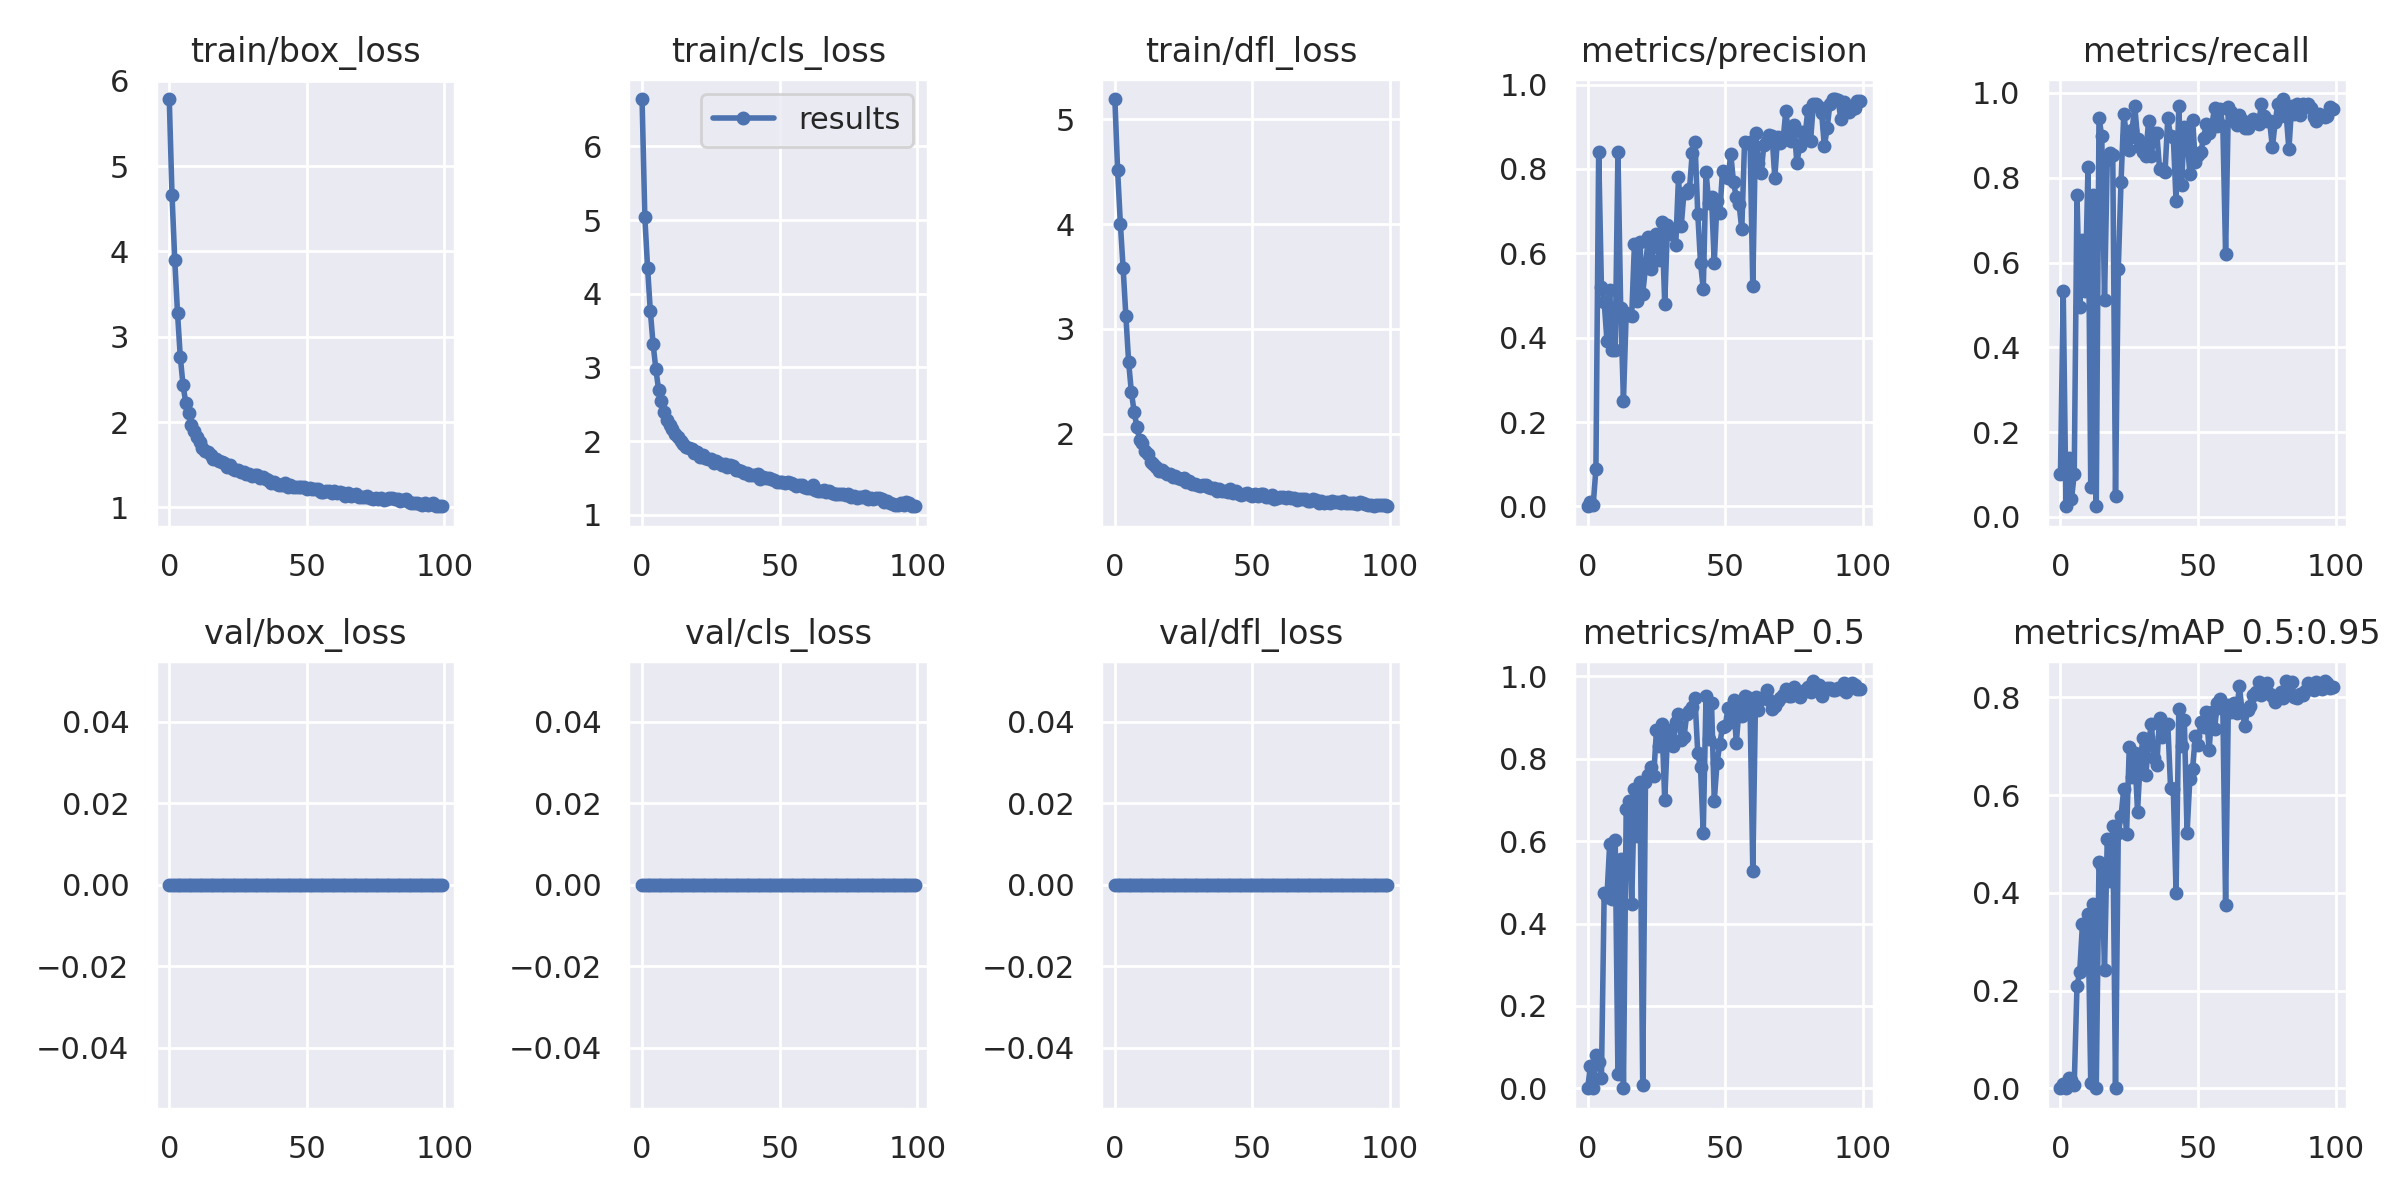 train/box_loss
6
5
4
3
2
1
0 50 100
train/cls_loss
results
6
5
4
3
2
1
0 50 100
train/dfl_loss
5
4
3
2
0 50 100
metrics/precision
1.0
0.8
0.6
0.4
0.2
0.0
0 50 100
metrics/recall
1.0
0.8
0.6
0.4
0.2
0.0
0 50 100
val/box_loss
0.04
0.02
0.00
−0.02
−0.04
0 50 100
val/cls_loss
0.04
0.02
0.00
−0.02
−0.04
0 50 100
val/dfl_loss
0.04
0.02
0.00
−0.02
−0.04
0 50 100
metrics/mAP_0.5
1.0
0.8
0.6
0.4
0.2
0.0
0 50 100
metrics/mAP_0.5:0.95
0.8
0.6
0.4
0.2
0.0
0 50 100